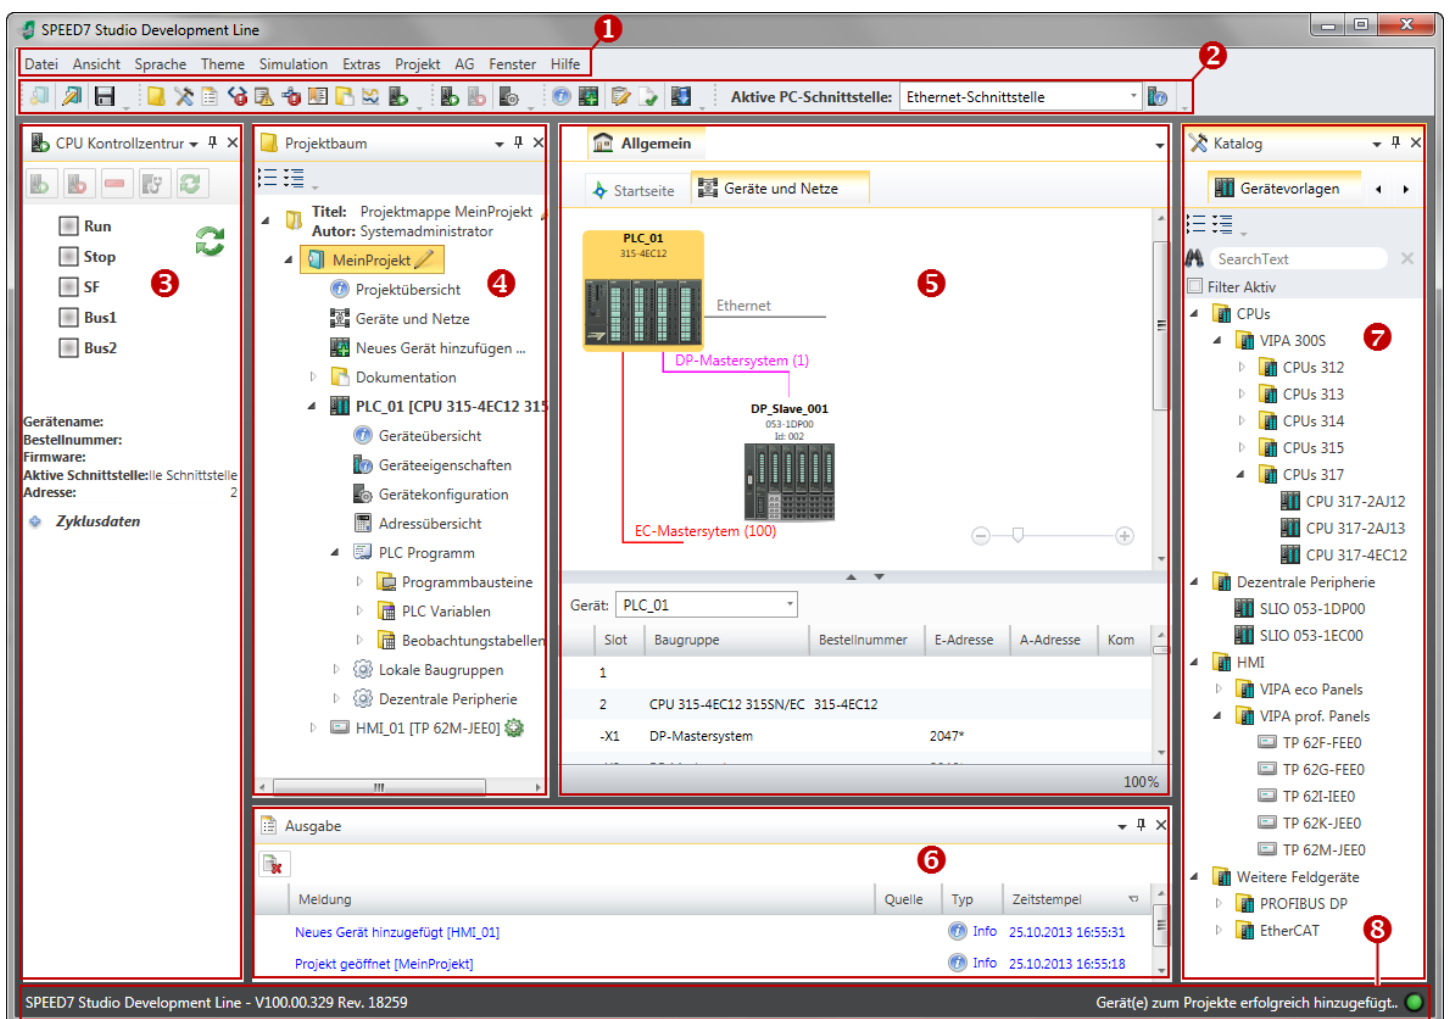 SPEED7 Studio Development Line
1
Datei Ansicht Sprache Theme Simulation Extras Projekt AG Fenster Hilfe
2
Aktive PC-Schnittstelle: Ethernet-Schnittstelle
CPU Kontrollzentrur
Run
Stop
SF
Bus1
Bus2
3
Gerätename:
Bestellnummer:
Firmware:
Aktive Schnittstelle:lle Schnittstelle
Adresse: 2
Zyklusdaten
Projektbaum
Titel: Projektmappe MeinProjekt
Autor: Systemadministrator
MeinProjekt
4
Projektübersicht
Geräte und Netze
Neues Gerät hinzufügen ...
Dokumentation
PLC_01 [CPU 315-4EC12 315
Geräteübersicht
Geräteeigenschaften
Gerätekonfiguration
Adressübersicht
PLC Programm
Programmbausteine
PLC Variablen
Beobachtungstabellen
Lokale Baugruppen
Dezentrale Peripherie
HMI_01 [TP 62M-JEE0]
Allgemein
Startseite Geräte und Netze
PLC_01
315-4EC12
5
Ethernet
DP-Mastersystem (1)
DP_Slave_001
053-1DP00
Id: 002
EC-Mastersytem (100)
Gerät: PLC_01
Slot Baugruppe Bestellnummer E-Adresse A-Adresse Kom
1
2 CPU 315-4EC12 315SN/EC 315-4EC12
-X1 DP-Mastersystem 2047*
100%
Ausgabe
6
Meldung Quelle Typ Zeitstempel
Neues Gerät hinzugefügt [HMI_01] Info 25.10.2013 16:55:31
Projekt geöffnet [MeinProjekt] Info 25.10.2013 16:55:18
Katalog
Gerätevorlagen
SearchText
Filter Aktiv
CPUs
VIPA 300S
7
CPUs 312
CPUs 313
CPUs 314
CPUs 315
CPUs 317
CPU 317-2AJ12
CPU 317-2AJ13
CPU 317-4EC12
Dezentrale Peripherie
SLIO 053-1DP00
SLIO 053-1EC00
HMI
VIPA eco Panels
VIPA prof. Panels
TP 62F-FEE0
TP 62G-FEE0
TP 62I-IEE0
TP 62K-JEE0
TP 62M-JEE0
Weitere Feldgeräte
PROFIBUS DP
EtherCAT
8
SPEED7 Studio Development Line - V100.00.329 Rev. 18259
Gerät(e) zum Projekte erfolgreich hinzugefügt..